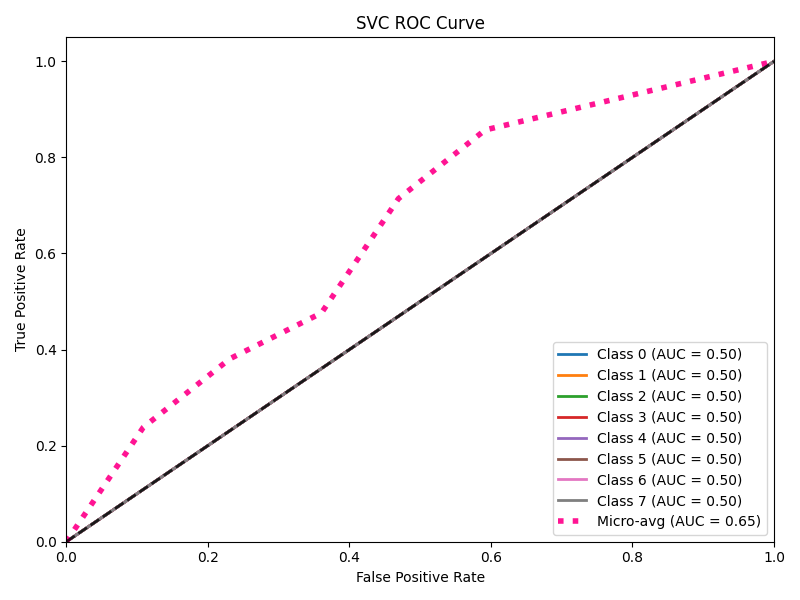 SVC ROC Curve
True Positive Rate
1.0
0.8
0.6
0.4
0.2
0.0
0.0 0.2 0.4 0.6 0.8 1.0
False Positive Rate
Class 0 (AUC = 0.50)
Class 1 (AUC = 0.50)
Class 2 (AUC = 0.50)
Class 3 (AUC = 0.50)
Class 4 (AUC = 0.50)
Class 5 (AUC = 0.50)
Class 6 (AUC = 0.50)
Class 7 (AUC = 0.50)
Micro-avg (AUC = 0.65)